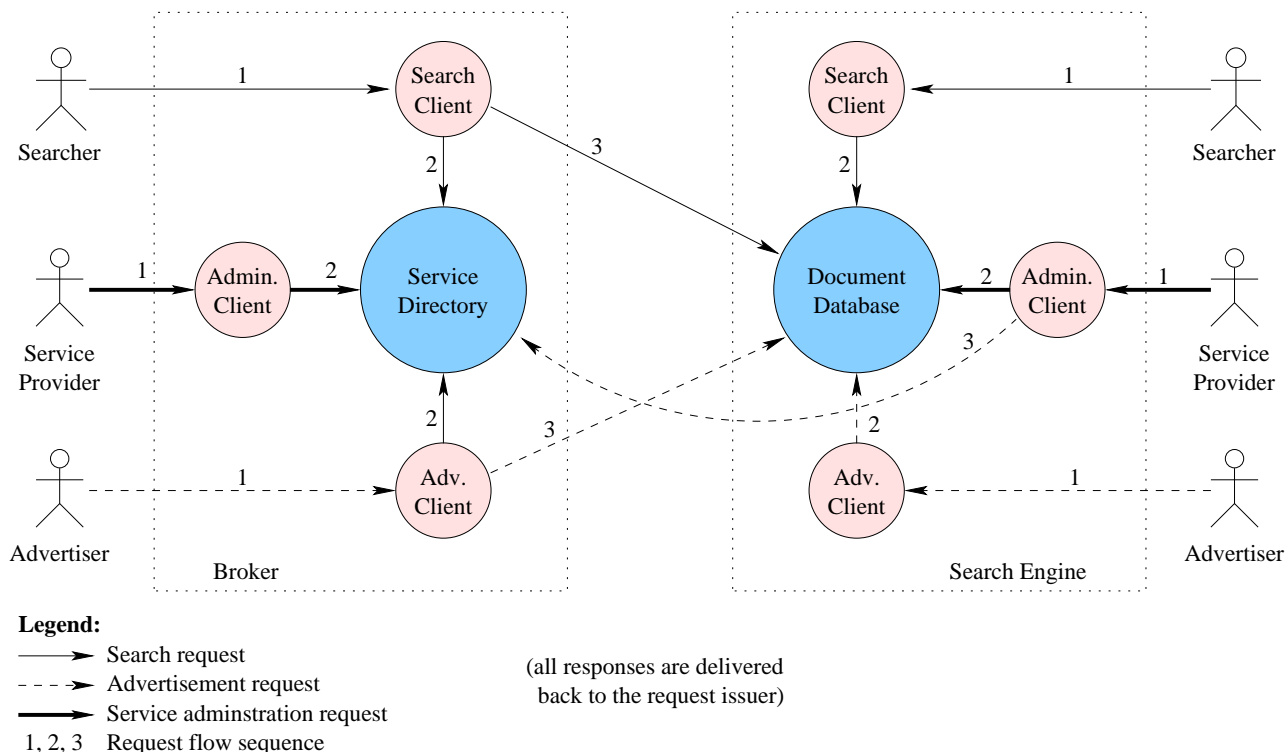 1
Search
Client
Searcher
2
3
1
Service
Provider
Admin.
Client
2
Service
Directory
1
Advertiser
Adv.
Client
2
3
Broker
Search
Client
1
Searcher
2
Document
Database
2
Admin.
Client
1
Service
Provider
3
2
Adv.
Client
1
Advertiser
Search Engine
Legend:
Search request
Advertisement request
Service adminstration request
1, 2, 3 Request flow sequence
(all responses are delivered
back to the request issuer)